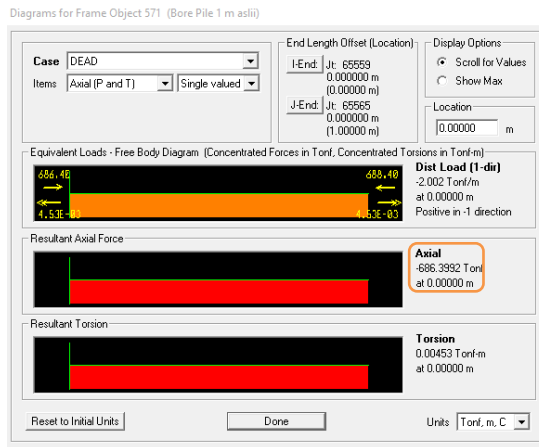 Diagrams for Frame Object 571 (Bore Pile 1 m aslii)
End Length Offset (Location)
Display Options
Case DEAD
Items Axial (P and T) Single valued
I-End: Jt: 65559
0.000000 m
(0.00000 m)
J-End: Jt: 65565
0.000000 m
(1.00000 m)
Scroll for Values
Show Max
Location
0.00000 m
Equivalent Loads - Free Body Diagram (Concentrated Forces in Tonf, Concentrated Torsions in Tonf-m)
686.40 688.40
4.53E-03 4.53E-03
Dist Load (1-dir)
-2.002 Tonf/m
at 0.00000 m
Positive in -1 direction
Resultant Axial Force
Axial
-686.3992 Tonf
at 0.00000 m
Resultant Torsion
Torsion
0.00453 Tonf-m
at 0.00000 m
Reset to Initial Units Done Units Tonf, m, C